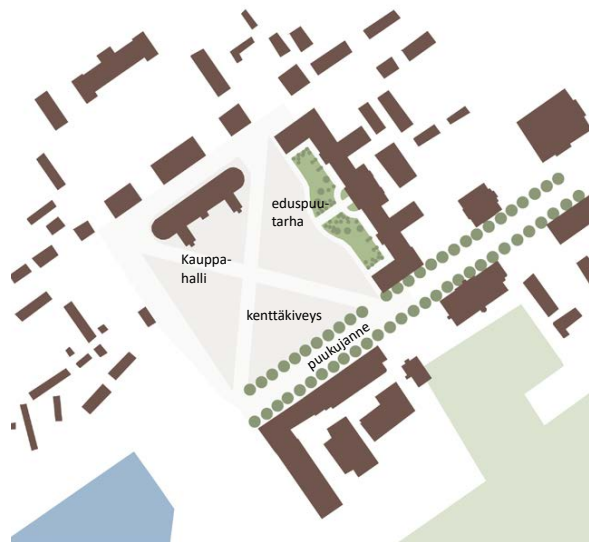 eduspuu-
tarha
Kauppa-
halli
kenttäkiveys
puukujanne